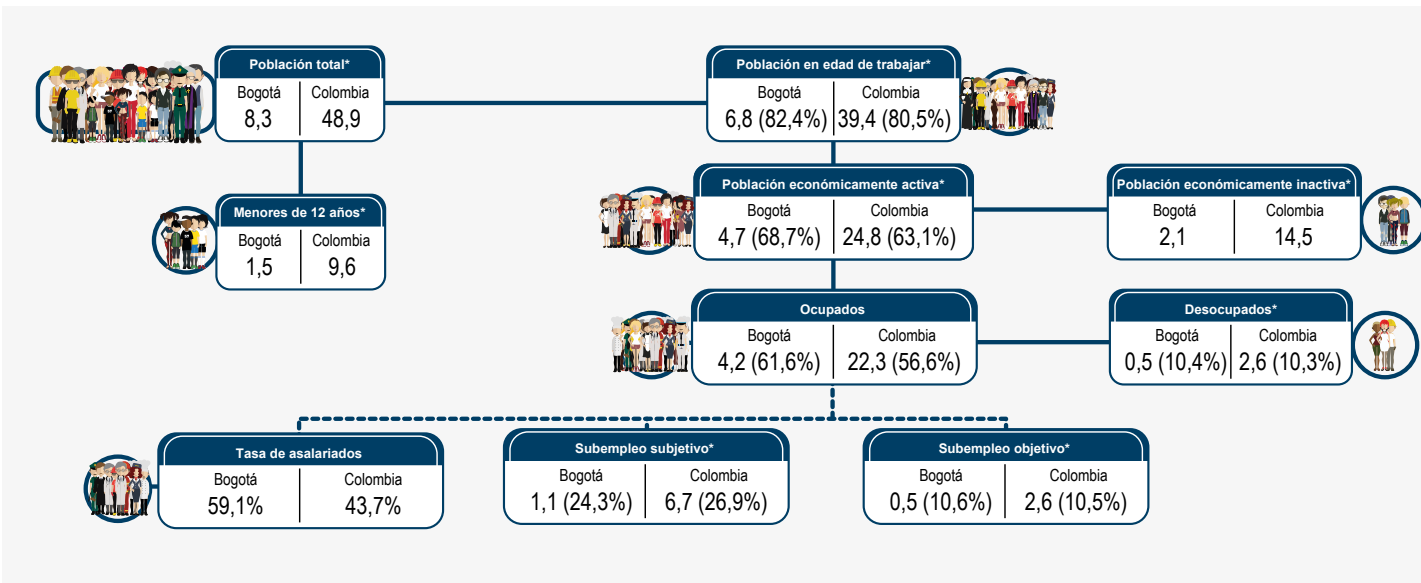 Población total*
Bogotá Colombia
8,3 48,9
Población en edad de trabajar*
Bogotá Colombia
6,8 (82,4%) 39,4 (80,5%)
Menores de 12 años*
Bogotá Colombia
1,5 9,6
Población económicamente activa*
Bogotá Colombia
4,7 (68,7%) 24,8 (63,1%)
Población económicamente inactiva*
Bogotá Colombia
2,1 14,5
Ocupados
Bogotá Colombia
4,2 (61,6%) 22,3 (56,6%)
Desocupados*
Bogotá Colombia
0,5 (10,4%) 2,6 (10,3%)
Tasa de asalariados
Bogotá Colombia
59,1% 43,7%
Subempleo subjetivo*
Bogotá Colombia
1,1 (24,3%) 6,7 (26,9%)
Subempleo objetivo*
Bogotá Colombia
0,5 (10,6%) 2,6 (10,5%)